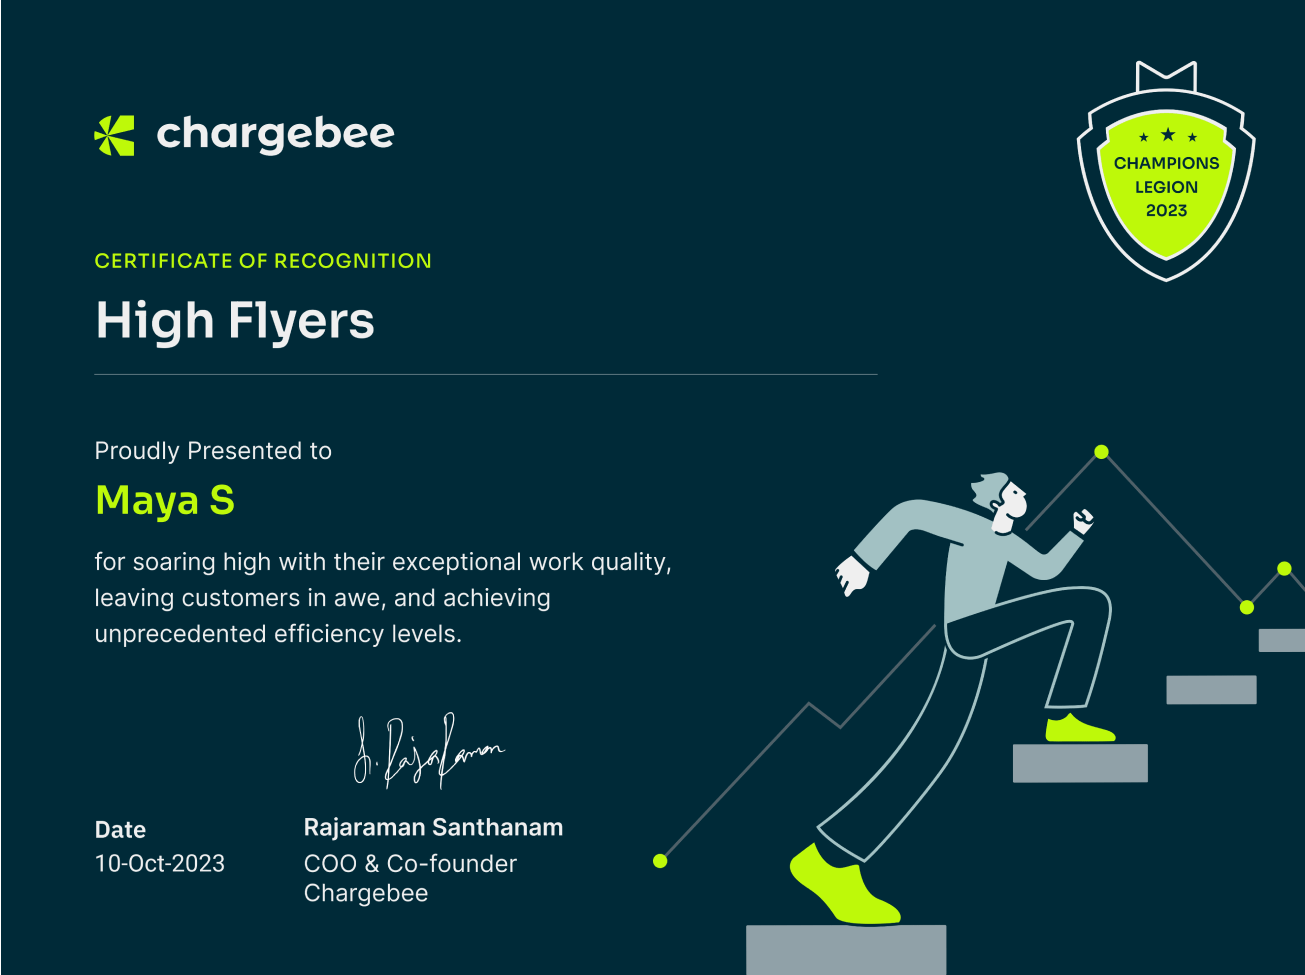 chargebee
CHAMPIONS
LEGION
2023
CERTIFICATE OF RECOGNITION
High Flyers
Proudly Presented to
Maya S
for soaring high with their exceptional work quality,
leaving customers in awe, and achieving
unprecedented efficiency levels.
S. Rajaraman
Date
10-Oct-2023
Rajaraman Santhanam
COO & Co-founder
Chargebee